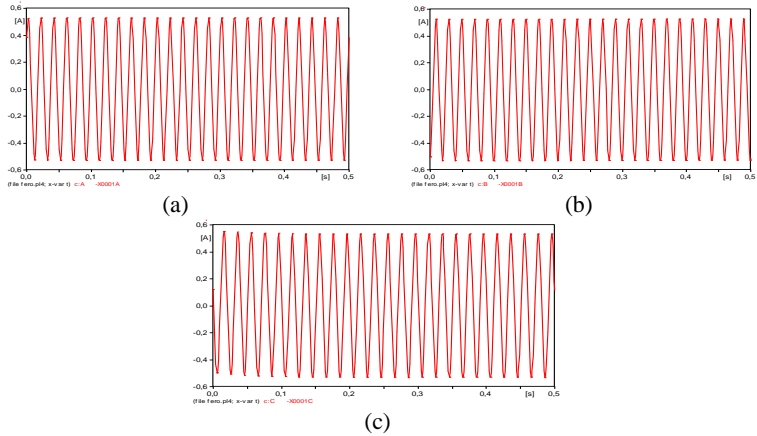 0,6
[A]
0,4
0,2
0,0
-0,2
-0,4
-0,6
0,0 0,1 0,2 0,3 0,4 [s] 0,5
(file fero.pl4; x-var t) c:A -X0001A
(a)
0,6
[A]
0,4
0,2
0,0
-0,2
-0,4
-0,6
0,0 0,1 0,2 0,3 0,4 [s] 0,5
(file fero.pl4; x-var t) c:B -X0001B
(b)
0,6
[A]
0,4
0,2
0,0
-0,2
-0,4
-0,6
0,0 0,1 0,2 0,3 0,4 [s] 0,5
(file fero.pl4; x-var t) c:C -X0001C
(c)